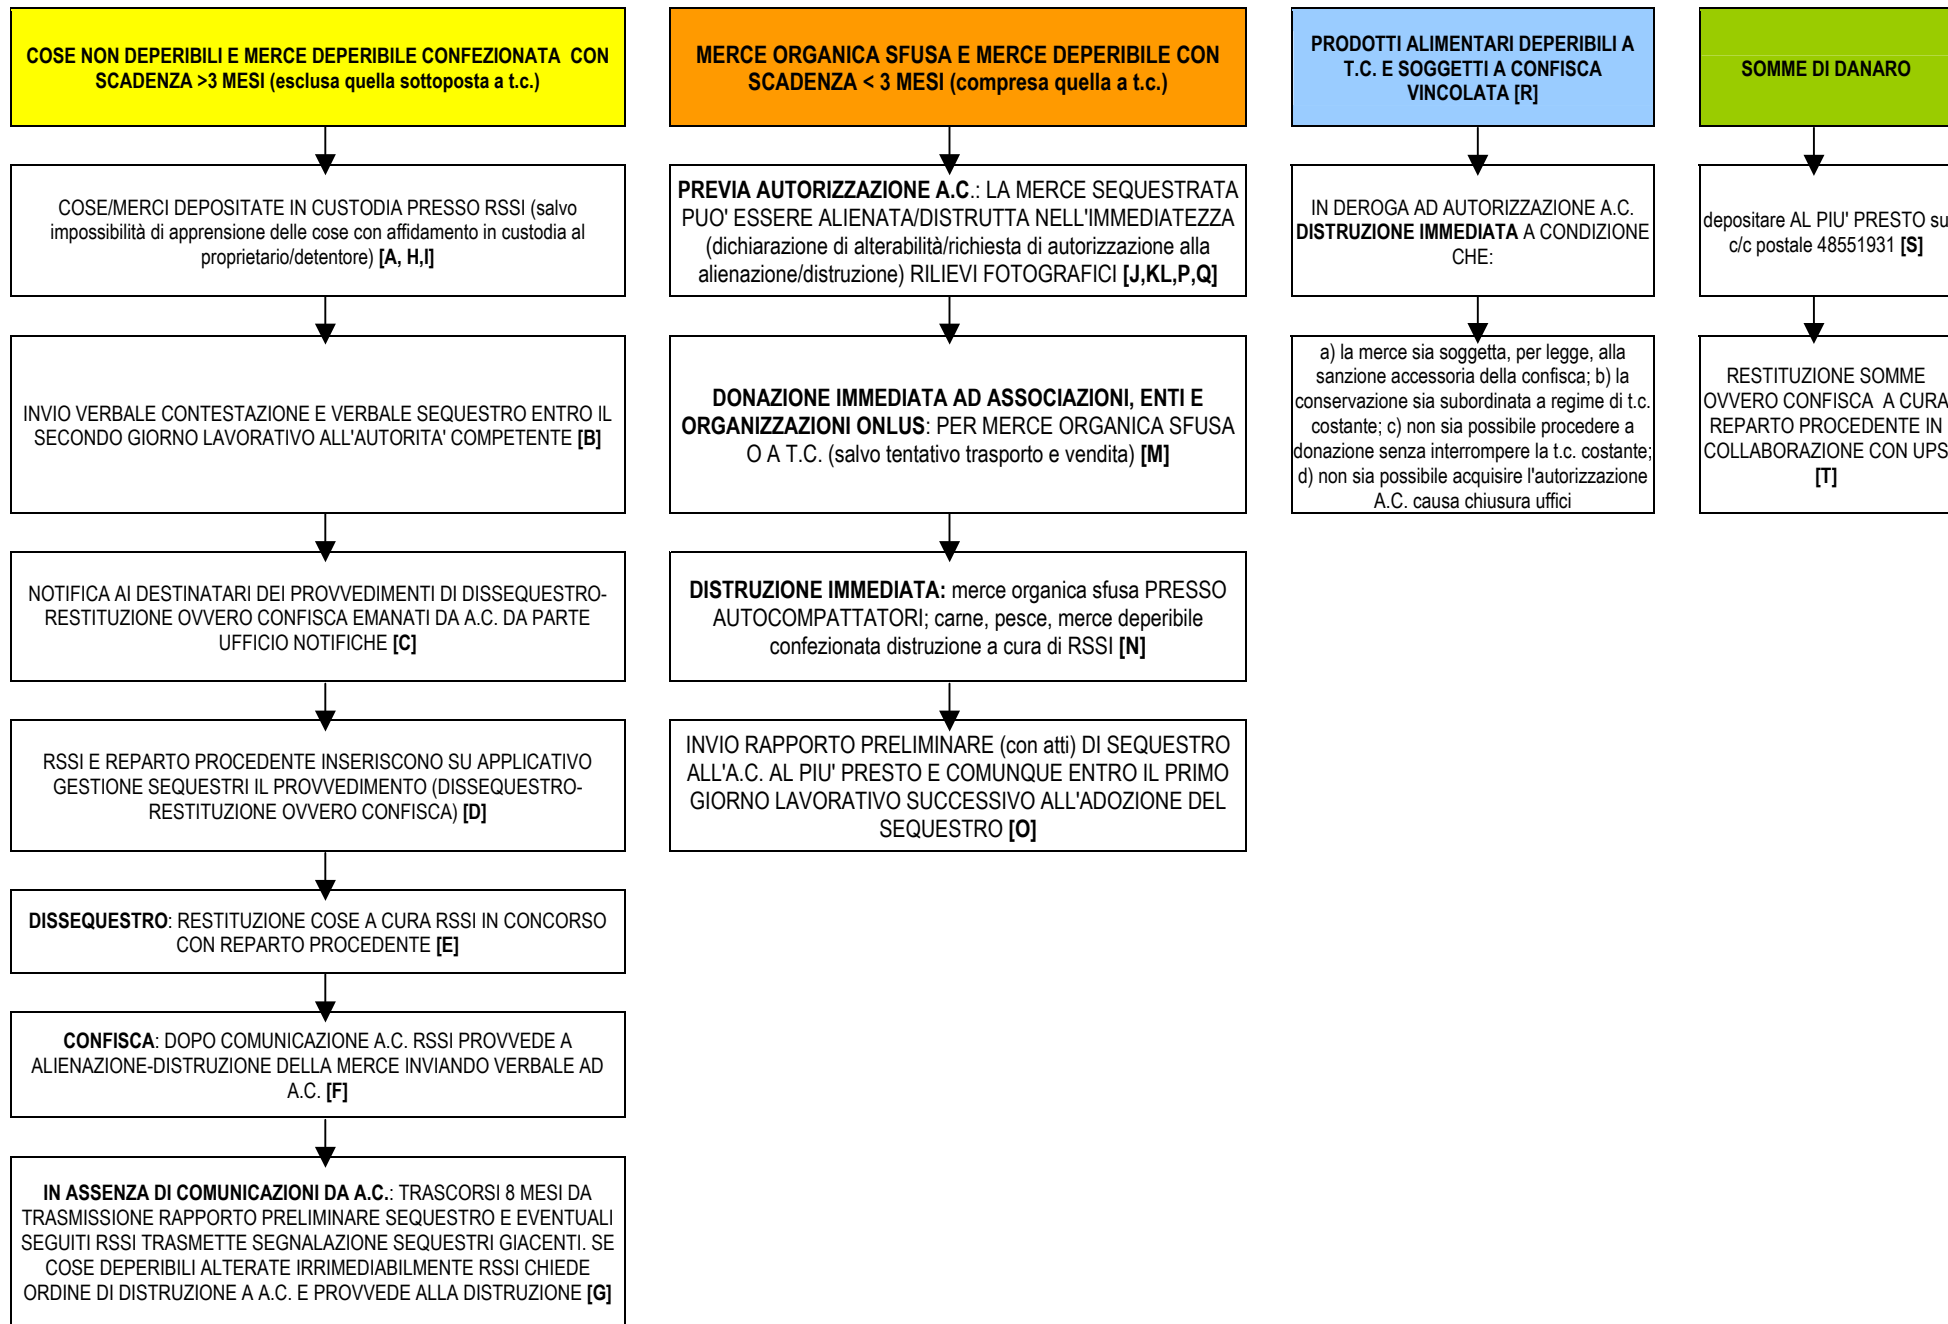 COSE NON DEPERIBILI E MERCE DEPERIBILE CONFEZIONATA CON
SCADENZA >3 MESI (esclusa quella sottoposta a t.c.)
COSE/MERCI DEPOSITATE IN CUSTODIA PRESSO RSSI (salvo
impossibilità di apprensione delle cose con affidamento in custodia al
proprietario/detentore) [A, H,I]
INVIO VERBALE CONTESTAZIONE E VERBALE SEQUESTRO ENTRO IL
SECONDO GIORNO LAVORATIVO ALL'AUTORITA' COMPETENTE [B]
NOTIFICA AI DESTINATARI DEI PROVVEDIMENTI DI DISSEQUESTRO-
RESTITUZIONE OVVERO CONFISCA EMANATI DA A.C. DA PARTE
UFFICIO NOTIFICHE [C]
RSSI E REPARTO PROCEDENTE INSERISCONO SU APPLICATIVO
GESTIONE SEQUESTRI IL PROVVEDIMENTO (DISSEQUESTRO-
RESTITUZIONE OVVERO CONFISCA) [D]
DISSEQUESTRO: RESTITUZIONE COSE A CURA RSSI IN CONCORSO
CON REPARTO PROCEDENTE [E]
CONFISCA: DOPO COMUNICAZIONE A.C. RSSI PROVVEDE A
ALIENAZIONE-DISTRUZIONE DELLA MERCE INVIANDO VERBALE AD
A.C. [F]
IN ASSENZA DI COMUNICAZIONI DA A.C.: TRASCORSI 8 MESI DA
TRASMISSIONE RAPPORTO PRELIMINARE SEQUESTRO E EVENTUALI
SEGUITI RSSI TRASMETTE SEGNALAZIONE SEQUESTRI GIACENTI. SE
COSE DEPERIBILI ALTERATE IRRIMEDIABILMENTE RSSI CHIEDE
ORDINE DI DISTRUZIONE A A.C. E PROVVEDE ALLA DISTRUZIONE [G]
MERCE ORGANICA SFUSA E MERCE DEPERIBILE CON
SCADENZA < 3 MESI (compresa quella a t.c.)
PREVIA AUTORIZZAZIONE A.C.: LA MERCE SEQUESTRATA
PUO' ESSERE ALIENATA/DISTRUTTA NELL'IMMEDIATEZZA
(dichiarazione di alterabilità/richiesta di autorizzazione alla
alienazione/distruzione) RILIEVI FOTOGRAFICI [J,KL,P,Q]
DONAZIONE IMMEDIATA AD ASSOCIAZIONI, ENTI E
ORGANIZZAZIONI ONLUS: PER MERCE ORGANICA SFUSA
O A T.C. (salvo tentativo trasporto e vendita) [M]
DISTRUZIONE IMMEDIATA: merce organica sfusa PRESSO
AUTOCOMPATTATORI; carne, pesce, merce deperibile
confezionata distruzione a cura di RSSI [N]
INVIO RAPPORTO PRELIMINARE (con atti) DI SEQUESTRO
ALL'A.C. AL PIU' PRESTO E COMUNQUE ENTRO IL PRIMO
GIORNO LAVORATIVO SUCCESSIVO ALL'ADOZIONE DEL
SEQUESTRO [O]
PRODOTTI ALIMENTARI DEPERIBILI A
T.C. E SOGGETTI A CONFISCA
VINCOLATA [R]
IN DEROGA AD AUTORIZZAZIONE A.C.
DISTRUZIONE IMMEDIATA A CONDIZIONE
CHE:
a) la merce sia soggetta, per legge, alla
sanzione accessoria della confisca; b) la
conservazione sia subordinata a regime di t.c.
costante; c) non sia possibile procedere a
donazione senza interrompere la t.c. costante;
d) non sia possibile acquisire l'autorizzazione
A.C. causa chiusura uffici
SOMME DI DANARO
depositare AL PIU' PRESTO su
c/c postale 48551931 [S]
RESTITUZIONE SOMME
OVVERO CONFISCA A CURA
REPARTO PROCEDENTE IN
COLLABORAZIONE CON UPS
[T]